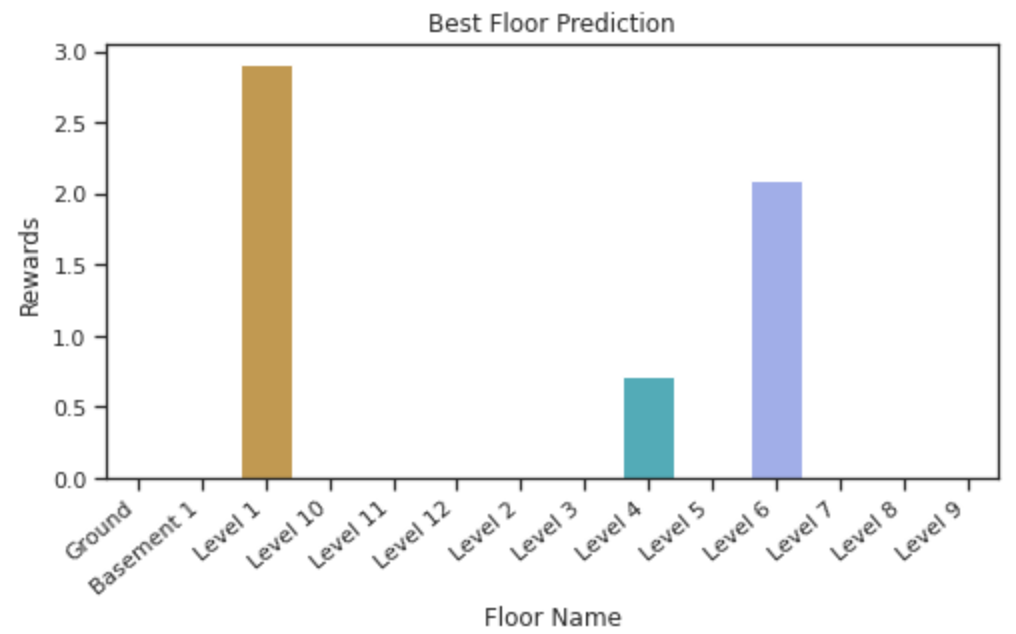 Best Floor Prediction
3.0
2.5
2.0
1.5
1.0
0.5
0.0
Rewards
Ground
Basement 1
Level 1
Level 10
Level 11
Level 12
Level 2
Level 3
Level 4
Level 5
Level 6
Level 7
Level 8
Level 9
Floor Name